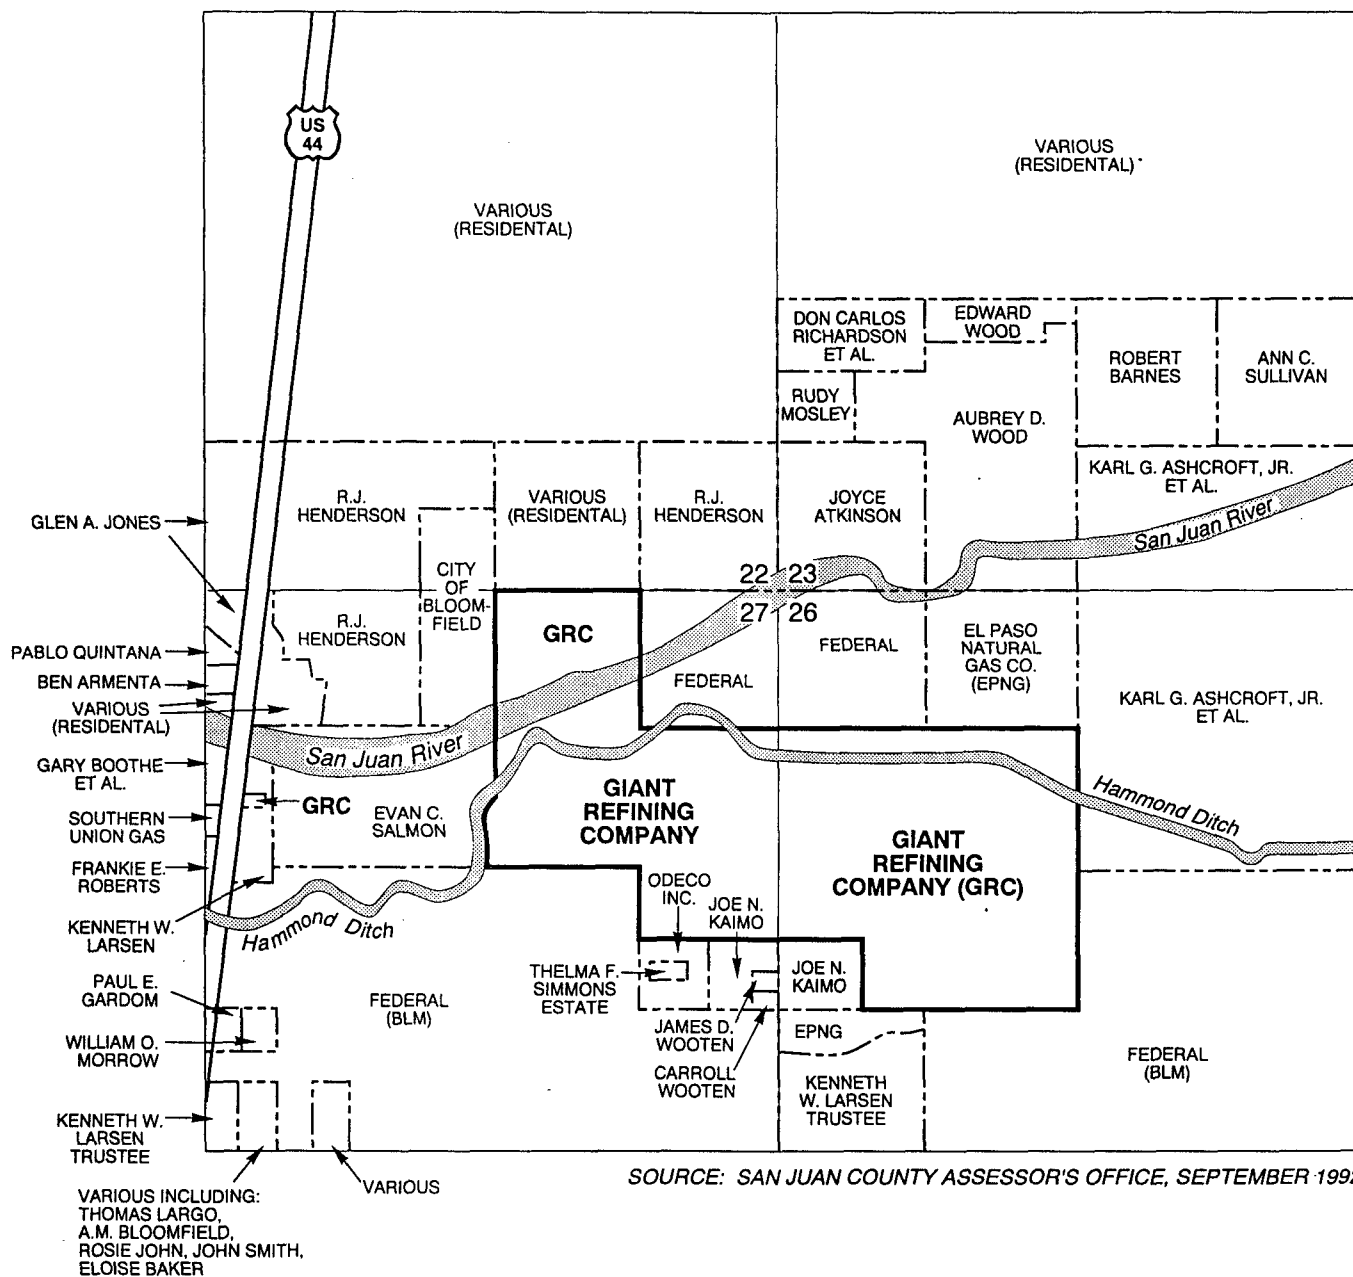 US
44
VARIOUS
(RESIDENTAL)
VARIOUS
(RESIDENTAL)
DON CARLOS
RICHARDSON
ET AL.
EDWARD
WOOD
ROBERT
BARNES
ANN C.
SULLIVAN
RUDY
MOSLEY
AUBREY D.
WOOD
KARL G. ASHCROFT, JR.
ET AL.
R.J.
HENDERSON
VARIOUS
(RESIDENTAL)
R.J.
HENDERSON
JOYCE
ATKINSON
San Juan River
GLEN A. JONES
CITY
OF
BLOOM-
FIELD
22 23
27 26
R.J.
HENDERSON
GRC
FEDERAL
FEDERAL
EL PASO
NATURAL
GAS CO.
(EPNG)
KARL G. ASHCROFT, JR.
ET AL.
PABLO QUINTANA
BEN ARMENTA
VARIOUS
(RESIDENTAL)
San Juan River
GARY BOOTHE
ET AL.
GRC
EVAN C.
SALMON
GIANT
REFINING
COMPANY
GIANT
REFINING
COMPANY (GRC)
Hammond Ditch
SOUTHERN
UNION GAS
FRANKIE E.
ROBERTS
KENNETH W.
LARSEN
Hammond Ditch
ODECO
INC.
JOE N.
KAIMO
THELMA F.
SIMMONS
ESTATE
JOE N.
KAIMO
PAUL E.
GARDOM
FEDERAL
(BLM)
WILLIAM O.
MORROW
JAMES D.
WOOTEN
EPNG
CARROLL
WOOTEN
KENNETH
W. LARSEN
TRUSTEE
FEDERAL
(BLM)
KENNETH W.
LARSEN
TRUSTEE
VARIOUS
VARIOUS INCLUDING:
THOMAS LARGO,
A.M. BLOOMFIELD,
ROSIE JOHN, JOHN SMITH,
ELOISE BAKER
SOURCE: SAN JUAN COUNTY ASSESSOR'S OFFICE, SEPTEMBER 1992